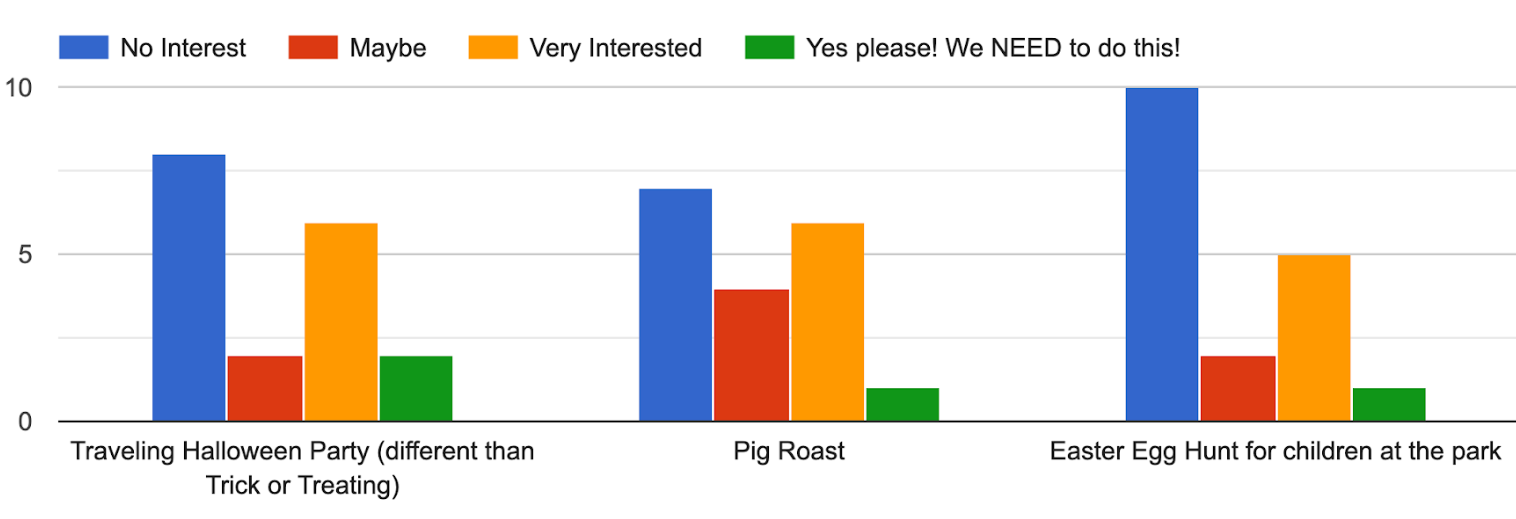 No Interest Maybe Very Interested Yes please! We NEED to do this!
10
5
0
Traveling Halloween Party (different than
Trick or Treating)
Pig Roast
Easter Egg Hunt for children at the park